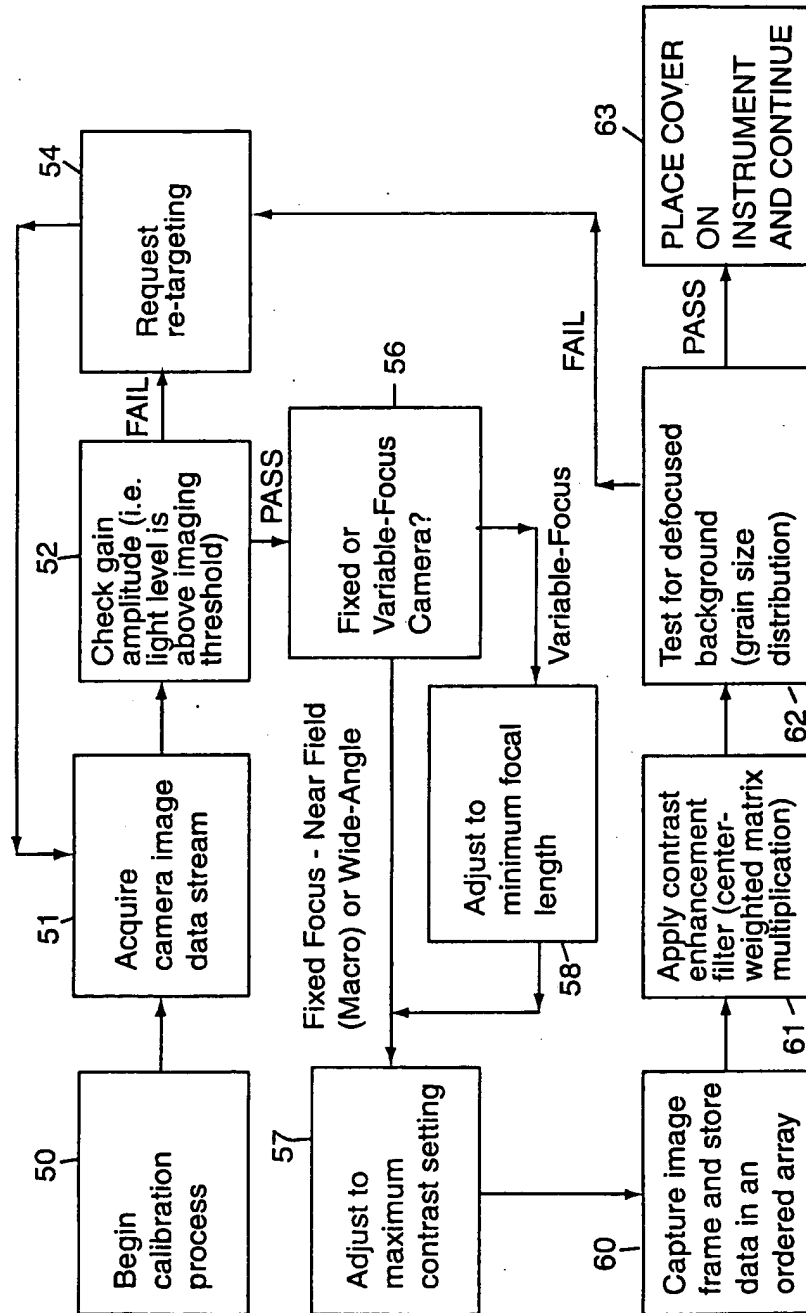 50
Begin
calibration
process
51
Acquire
camera image
data stream
52
Check gain
amplitude (i.e.
light level is
above imaging
threshold)
FAIL
54
Request
re-targeting
PASS
56
Fixed or
Variable-Focus
Camera?
Fixed Focus - Near Field
(Macro) or Wide-Angle
Variable-Focus
58
Adjust to
minimum focal
length
57
Adjust to
maximum
contrast setting
60
Capture image
frame and store
data in an
ordered array
61
Apply contrast
enhancement
filter (center-
weighted matrix
multiplication)
62
Test for defocused
background
(grain size
distribution)
FAIL
PASS
63
PLACE COVER
ON
INSTRUMENT
AND CONTINUE